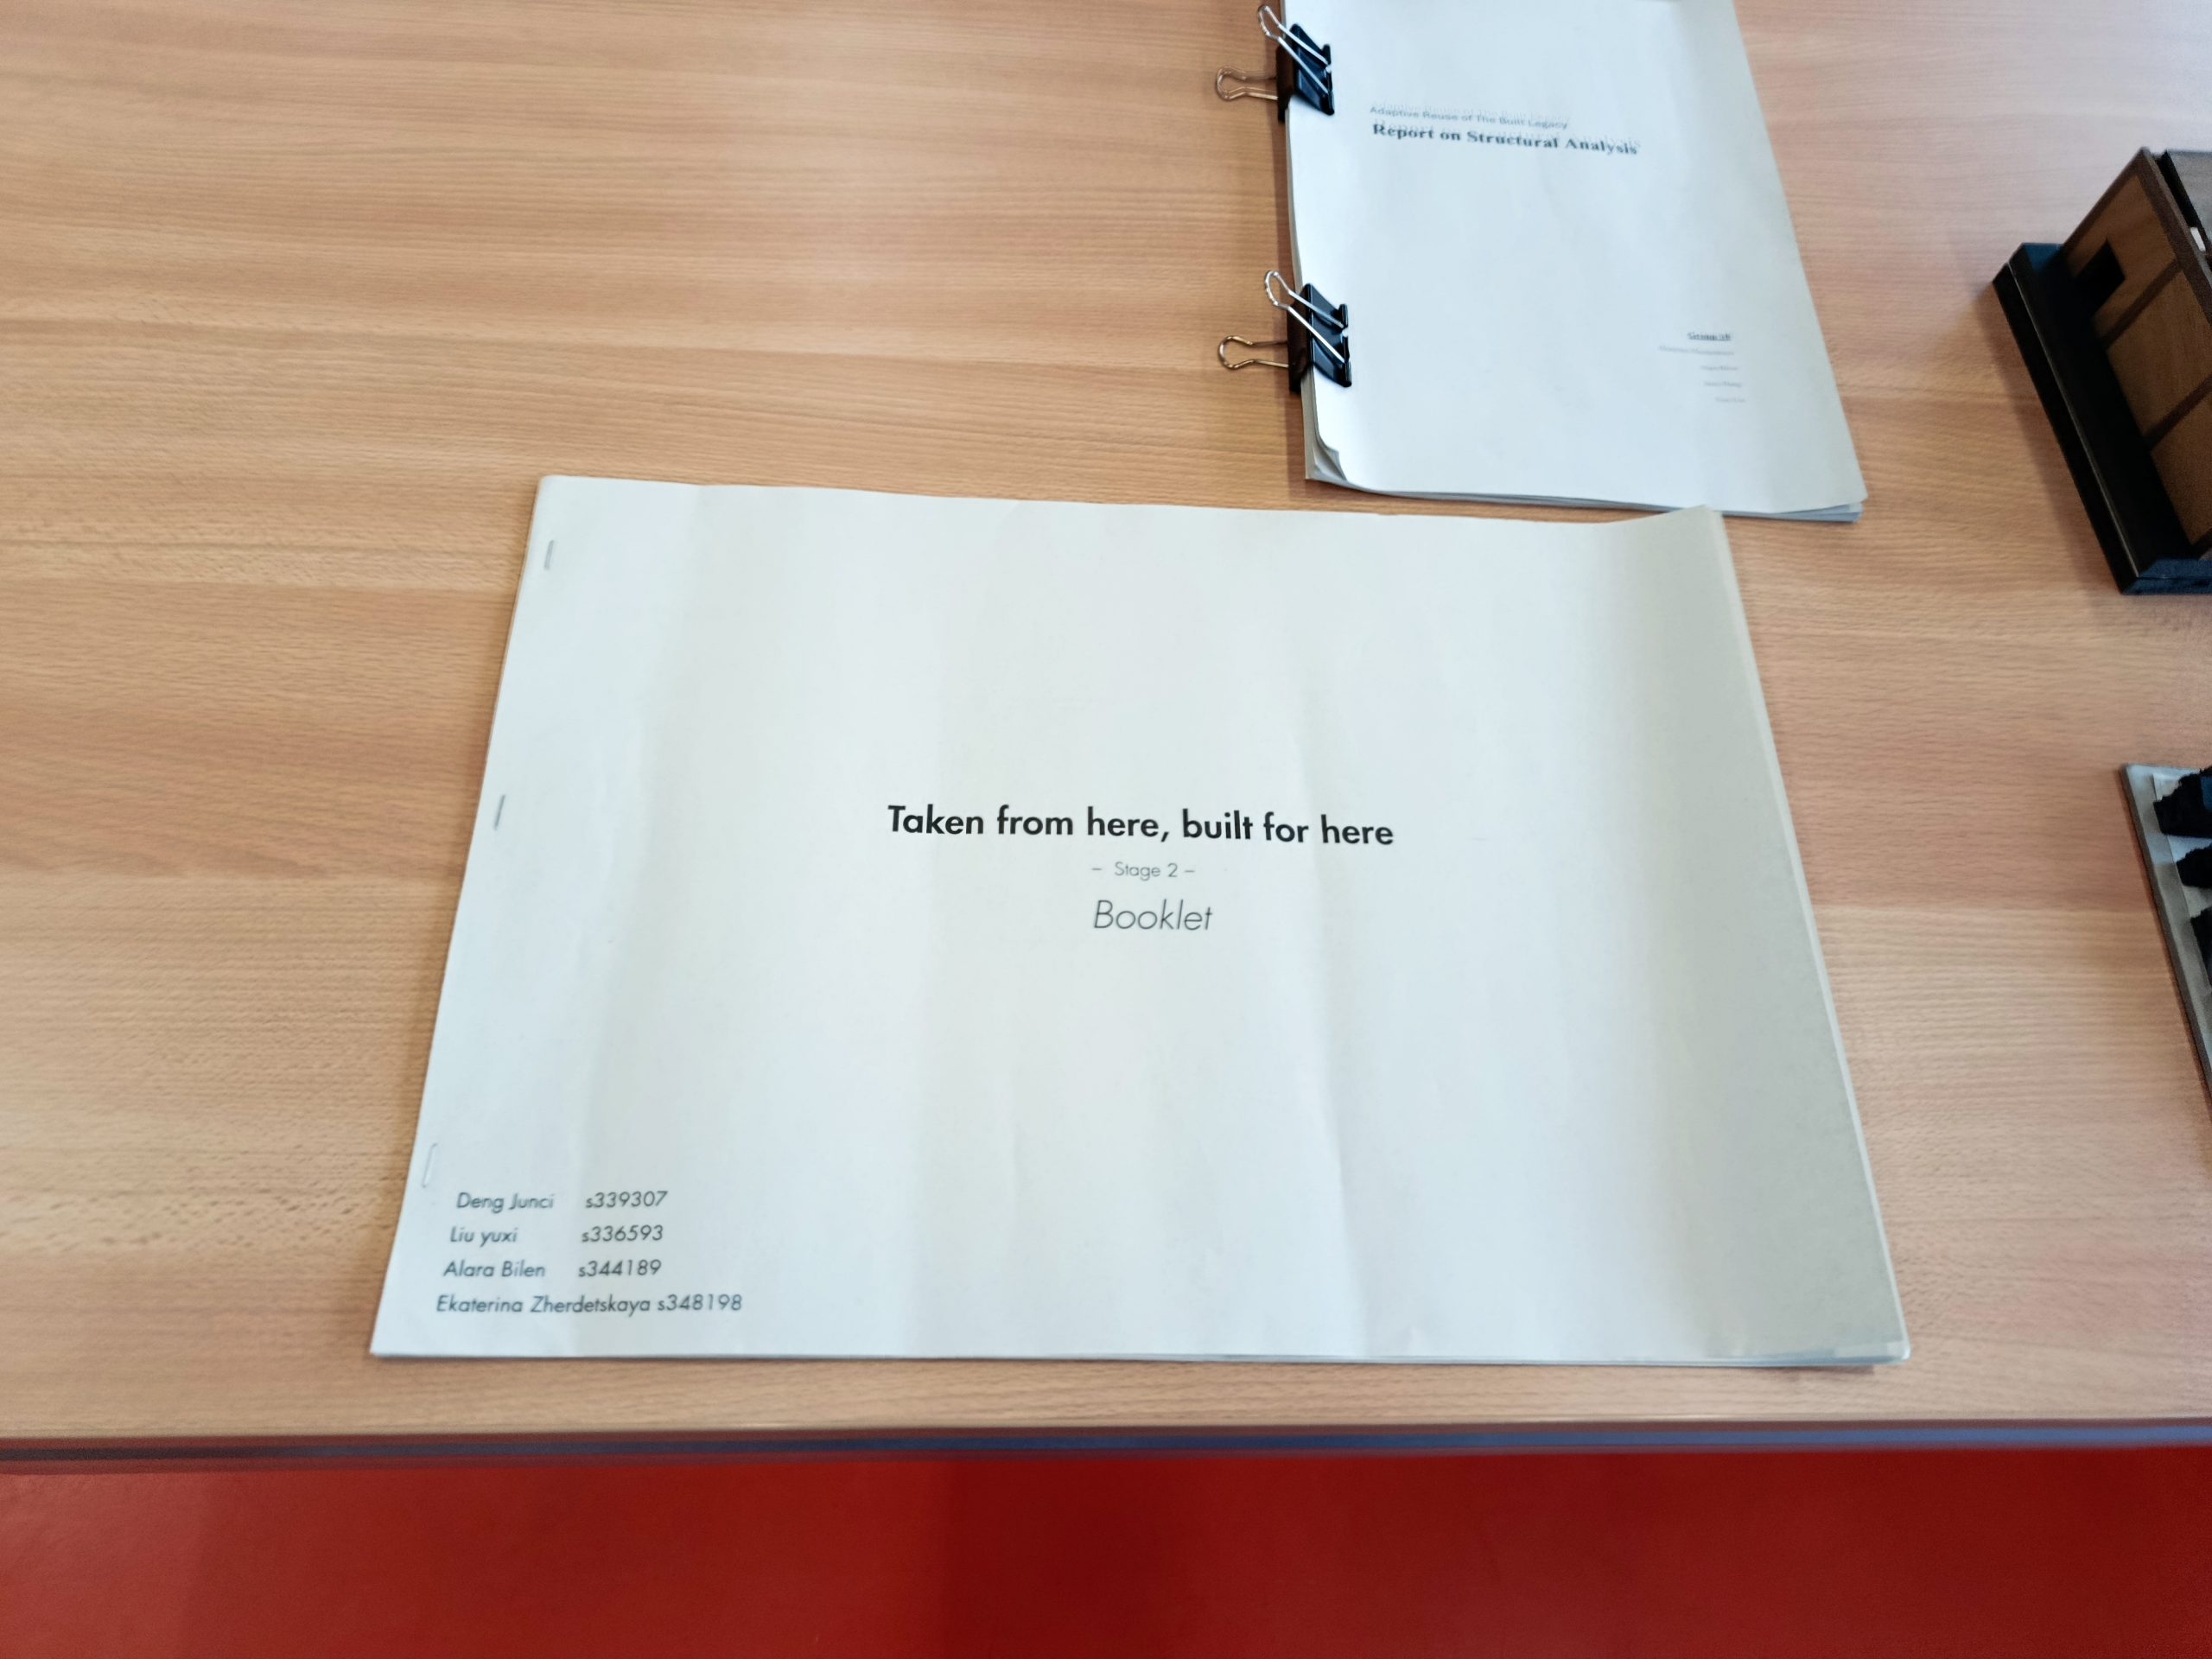 Adaptive Reuse of The Built Legacy
Report on Structural Analysis
Taken from here, built for here
– Stage 2 –
Booklet
Deng Junci s339307
Liu yuxi s336593
Alara Bilen s344189
Ekaterina Zherdetskaya s348198